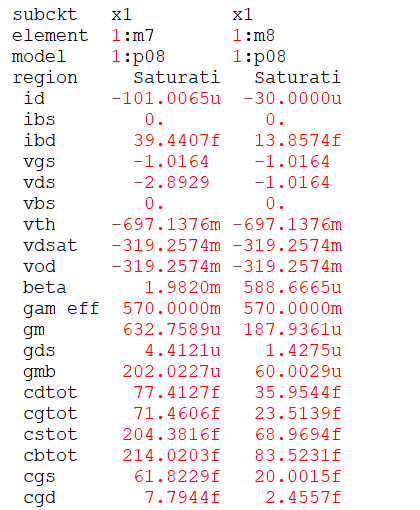 subckt x1 x1
element 1:m7 1:m8
model 1:p08 1:p08
region Saturati Saturati
id -101.0065u -30.0000u
ibs 0. 0.
ibd 39.4407f 13.8574f
vgs -1.0164 -1.0164
vds -2.8929 -1.0164
vbs 0. 0.
vth -697.1376m -697.1376m
vdsat -319.2574m -319.2574m
vod -319.2574m -319.2574m
beta 1.9820m 588.6665u
gam eff 570.0000m 570.0000m
gm 632.7589u 187.9361u
gds 4.4121u 1.4275u
gmb 202.0227u 60.0029u
cdtot 77.4127f 35.9544f
cgtot 71.4606f 23.5139f
cstot 204.3816f 68.9694f
cbtot 214.0203f 83.5231f
cgs 61.8229f 20.0015f
cgd 7.7944f 2.4557f